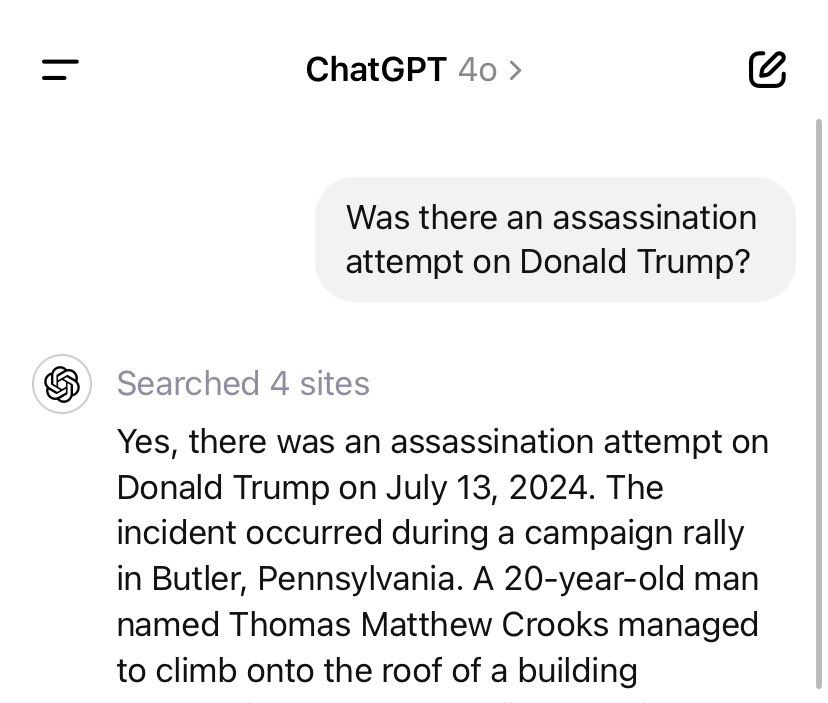 ChatGPT 4o >
Was there an assassination
attempt on Donald Trump?
Searched 4 sites
Yes, there was an assassination attempt on
Donald Trump on July 13, 2024. The
incident occurred during a campaign rally
in Butler, Pennsylvania. A 20-year-old man
named Thomas Matthew Crooks managed
to climb onto the roof of a building